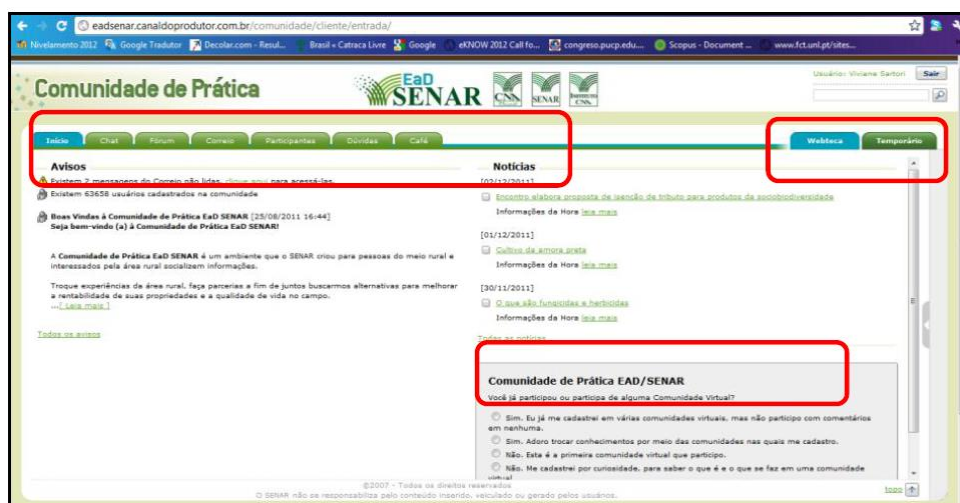 eadsenar.canaldoprodutor.com.br/comunidade/cliente/entrada/
Nivelamento 2012 Google Tradutor Decolar.com - Resul... Brasil « Catraca Livre Google eKNOW 2012 Call fo... congreso.pucp.edu... Scopus - Document ... www.fct.unl.pt/sites...
Comunidade de Prática
EaD
SENAR
CNA
SENAR
Usuário: Viviane Sartori Sair
Início Chat Fórum Correio Participantes Dúvidas Café
Webteca Temporário
Avisos
Existem 2 mensagens do Correio não lidas, clique aqui para acessá-las.
Existem 63658 usuários cadastrados na comunidade
Boas Vindas à Comunidade de Prática EaD SENAR [25/08/2011 16:44]
Seja bem-vindo (a) à Comunidade de Prática EaD SENAR!
A Comunidade de Prática EaD SENAR é um ambiente que o SENAR criou para pessoas do meio rural e
interessados pela área rural socializem informações.
Troque experiências da área rural, faça parcerias a fim de juntos buscarmos alternativas para melhorar
a rentabilidade de suas propriedades e a qualidade de vida no campo.
...[ Leia mais ]
Todos os avisos
Notícias
[02/12/2011]
Encontro elabora proposta de isenção de tributo para produtos da sociobiodiversidade
Informações da Hora leia mais
[01/12/2011]
Cultivo da amora preta
Informações da Hora leia mais
[30/11/2011]
O que são fungicidas e herbicidas
Informações da Hora leia mais
Todas as notícias
Comunidade de Prática EAD/SENAR
Você já participou ou participa de alguma Comunidade Virtual?
Sim. Eu já me cadastrei em várias comunidades virtuais, mas não participo com comentários
em nenhuma.
Sim. Adoro trocar conhecimentos por meio das comunidades nas quais me cadastro.
Não. Esta é a primeira comunidade virtual que participo.
Não. Me cadastrei por curiosidade, para saber o que é e o que se faz em uma comunidade
virtual
©2007 - Todos os direitos reservados
O SENAR não se responsabiliza pelo conteúdo inserido, veiculado ou gerado pelos usuários.
topo